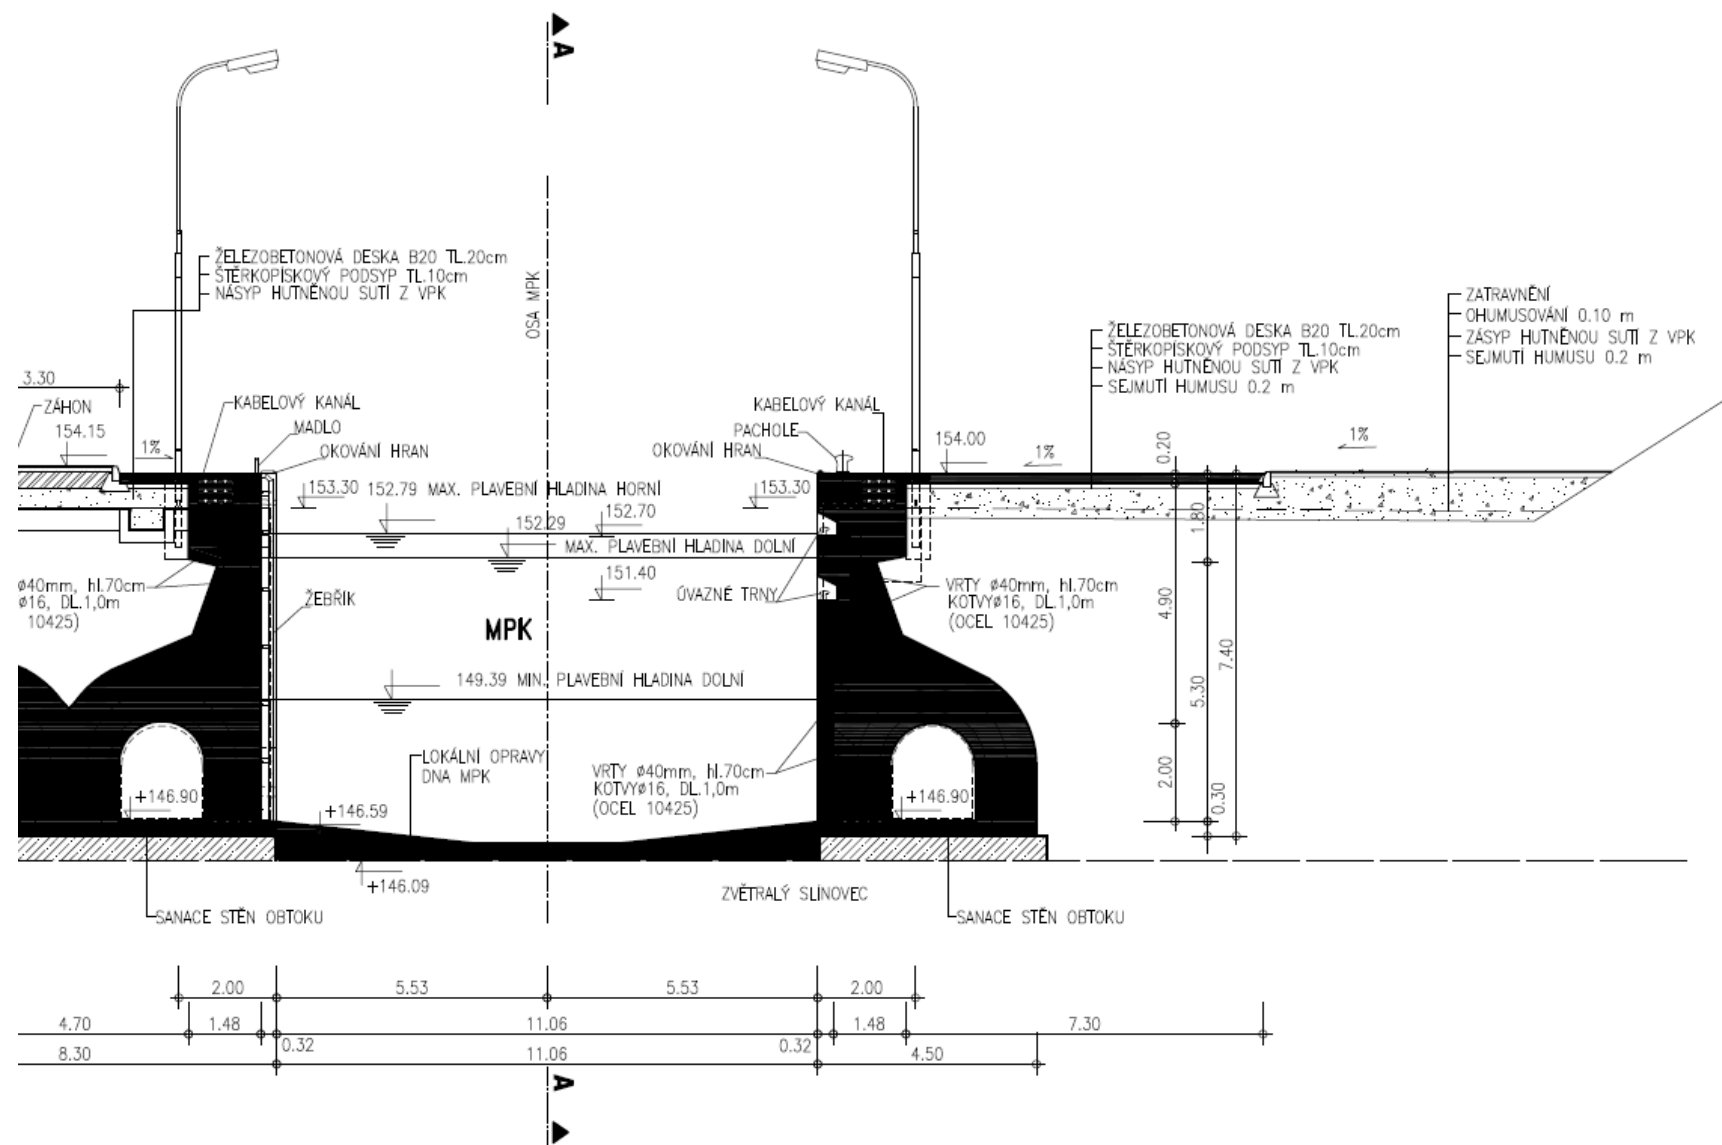 A
OSA MPK
ŽELEZOBETONOVÁ DESKA B20 TL.20cm
ŠTĚRKOPÍSKOVÝ PODSYP TL.10cm
NÁSYP HUTNĚNOU SUTÍ Z VPK
ZATRAVNĚNÍ
OHUMUSOVÁNÍ 0.10 m
ZÁSYP HUTNĚNOU SUTÍ Z VPK
SEJMUTÍ HUMUSU 0.2 m
ŽELEZOBETONOVÁ DESKA B20 TL.20cm
ŠTĚRKOPÍSKOVÝ PODSYP TL.10cm
NÁSYP HUTNĚNOU SUTÍ Z VPK
SEJMUTÍ HUMUSU 0.2 m
3.30
ZÁHON
154.15
1%
KABELOVÝ KANÁL
MADLO
OKOVÁNÍ HRAN
KABELOVÝ KANÁL
PACHOLE
OKOVÁNÍ HRAN
154.00
1%
1%
0.20
153.30
152.79 MAX. PLAVEBNÍ HLADINA HORNÍ
153.30
152.29
152.70
MAX. PLAVEBNÍ HLADINA DOLNÍ
151.40
1.80
ø40mm, hl.70cm
ø16, DL.1,0m
10425)
ŽEBŘÍK
ÚVAZNÉ TRNY
VRTY ø40mm, hl.70cm
KOTVYø16, DL.1,0m
(OCEL 10425)
4.90
MPK
7.40
149.39 MIN. PLAVEBNÍ HLADINA DOLNÍ
5.30
LOKÁLNÍ OPRAVY
DNA MPK
VRTY ø40mm, hl.70cm
KOTVYø16, DL.1,0m
(OCEL 10425)
2.00
0.30
+146.90
+146.59
+146.90
+146.09
ZVĚTRALÝ SLÍNOVEC
SANACE STĚN OBTOKU
SANACE STĚN OBTOKU
2.00
5.53
5.53
2.00
4.70
1.48
11.06
1.48
7.30
0.32
0.32
8.30
11.06
4.50
A